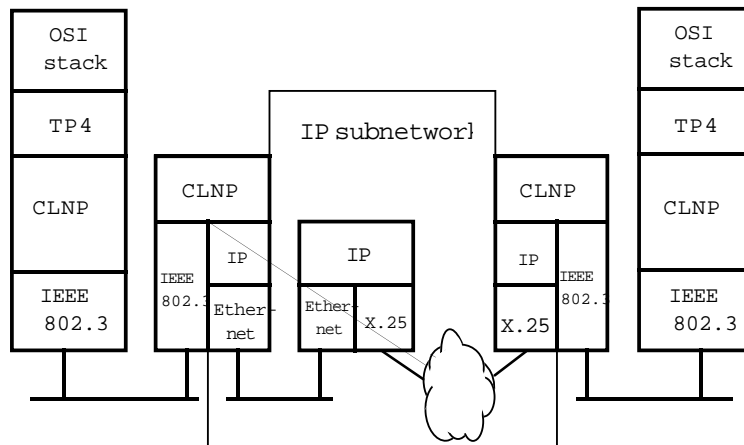 OSI
stack
TP4
CLNP
IEEE
802.3
CLNP
IEEE
802.3
IP
Ether-
net
IP subnetwork
IP
Ether-
net
X.25
CLNP
IP
X.25
IEEE
802.3
OSI
stack
TP4
CLNP
IEEE
802.3